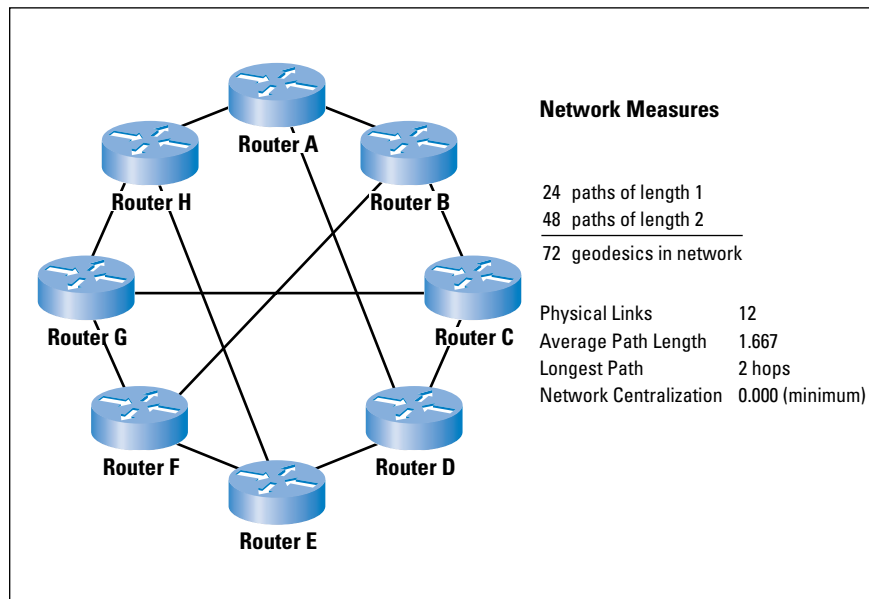 Router A
Router H
Router B
Router G
Router C
Router F
Router D
Router E
Network Measures
24 paths of length 1
48 paths of length 2
72 geodesics in network
Physical Links 12
Average Path Length 1.667
Longest Path 2 hops
Network Centralization 0.000 (minimum)